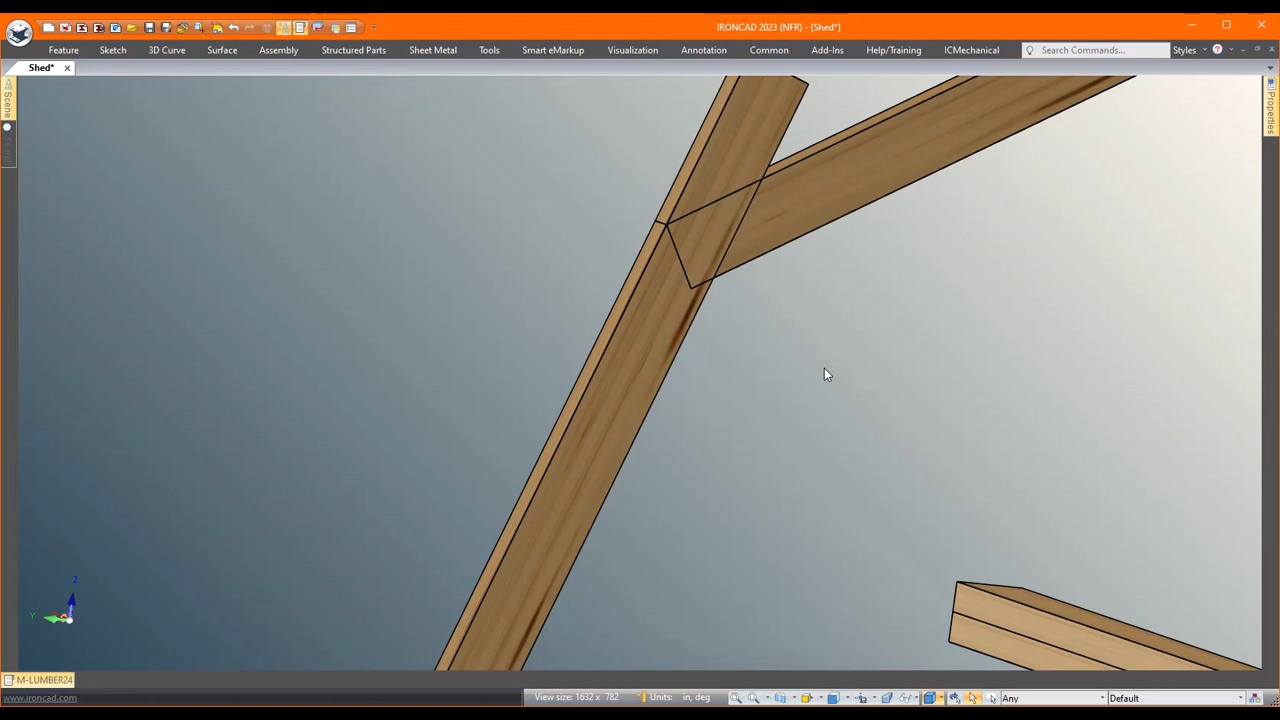 IRONCAD 2023 (NFR) - [Shed*]
Feature Sketch 3D Curve Surface Assembly Structured Parts Sheet Metal Tools Smart eMarkup Visualization Annotation Common Add-Ins Help/Training ICMechanical Search Commands... Styles
Shed*
Scene
Search
Properties
Z
Y
M-LUMBER24
www.ironcad.com
View size: 1632 x 782 Units: in, deg Any Default